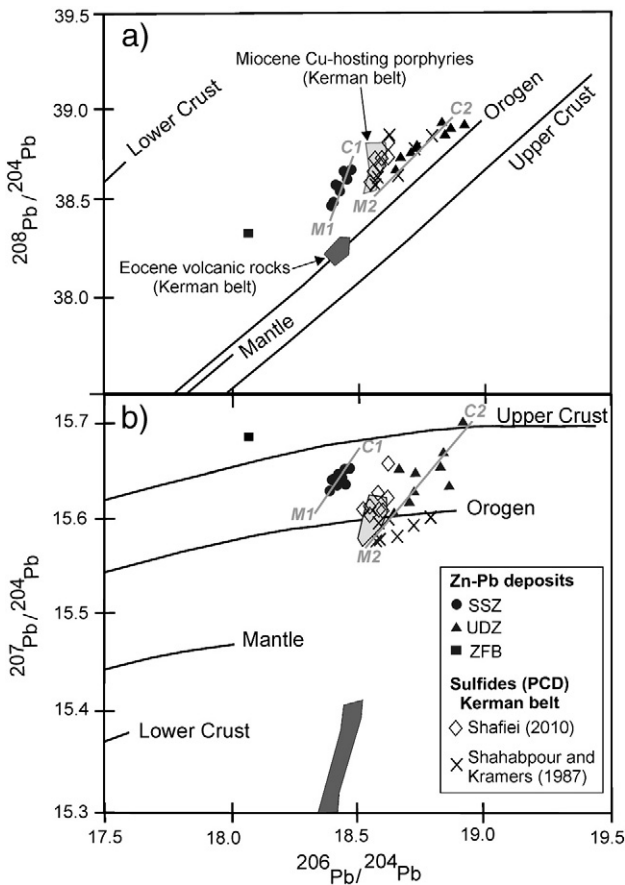 a)
39.5
39.0
38.5
38.0
208Pb/204Pb
Lower Crust
Miocene Cu-hosting porphyries
(Kerman belt)
C1
M1
C2
M2
Orogen
Upper Crust
Eocene volcanic rocks
(Kerman belt)
Mantle
b)
15.7
15.6
15.5
15.4
15.3
207Pb/204Pb
C2
Upper Crust
C1
M1
Orogen
M2
Mantle
Lower Crust
Zn-Pb deposits
SSZ
UDZ
ZFB
Sulfides (PCD)
Kerman belt
Shafiei (2010)
Shahabpour and
Kramers (1987)
17.5 18.0 18.5 19.0 19.5
206Pb/204Pb